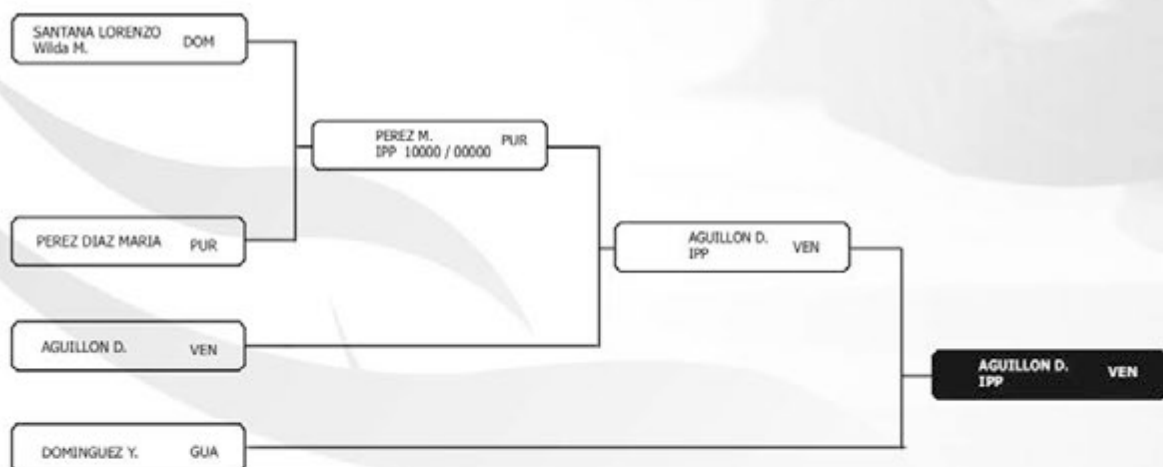 SANTANA LORENZO
Wilda M. DOM
PEREZ M. PUR
IPP 10000 / 00000
PEREZ DIAZ MARIA PUR
AGUILLON D. VEN
IPP
AGUILLON D. VEN
AGUILLON D. VEN
IPP
DOMINGUEZ Y. GUA